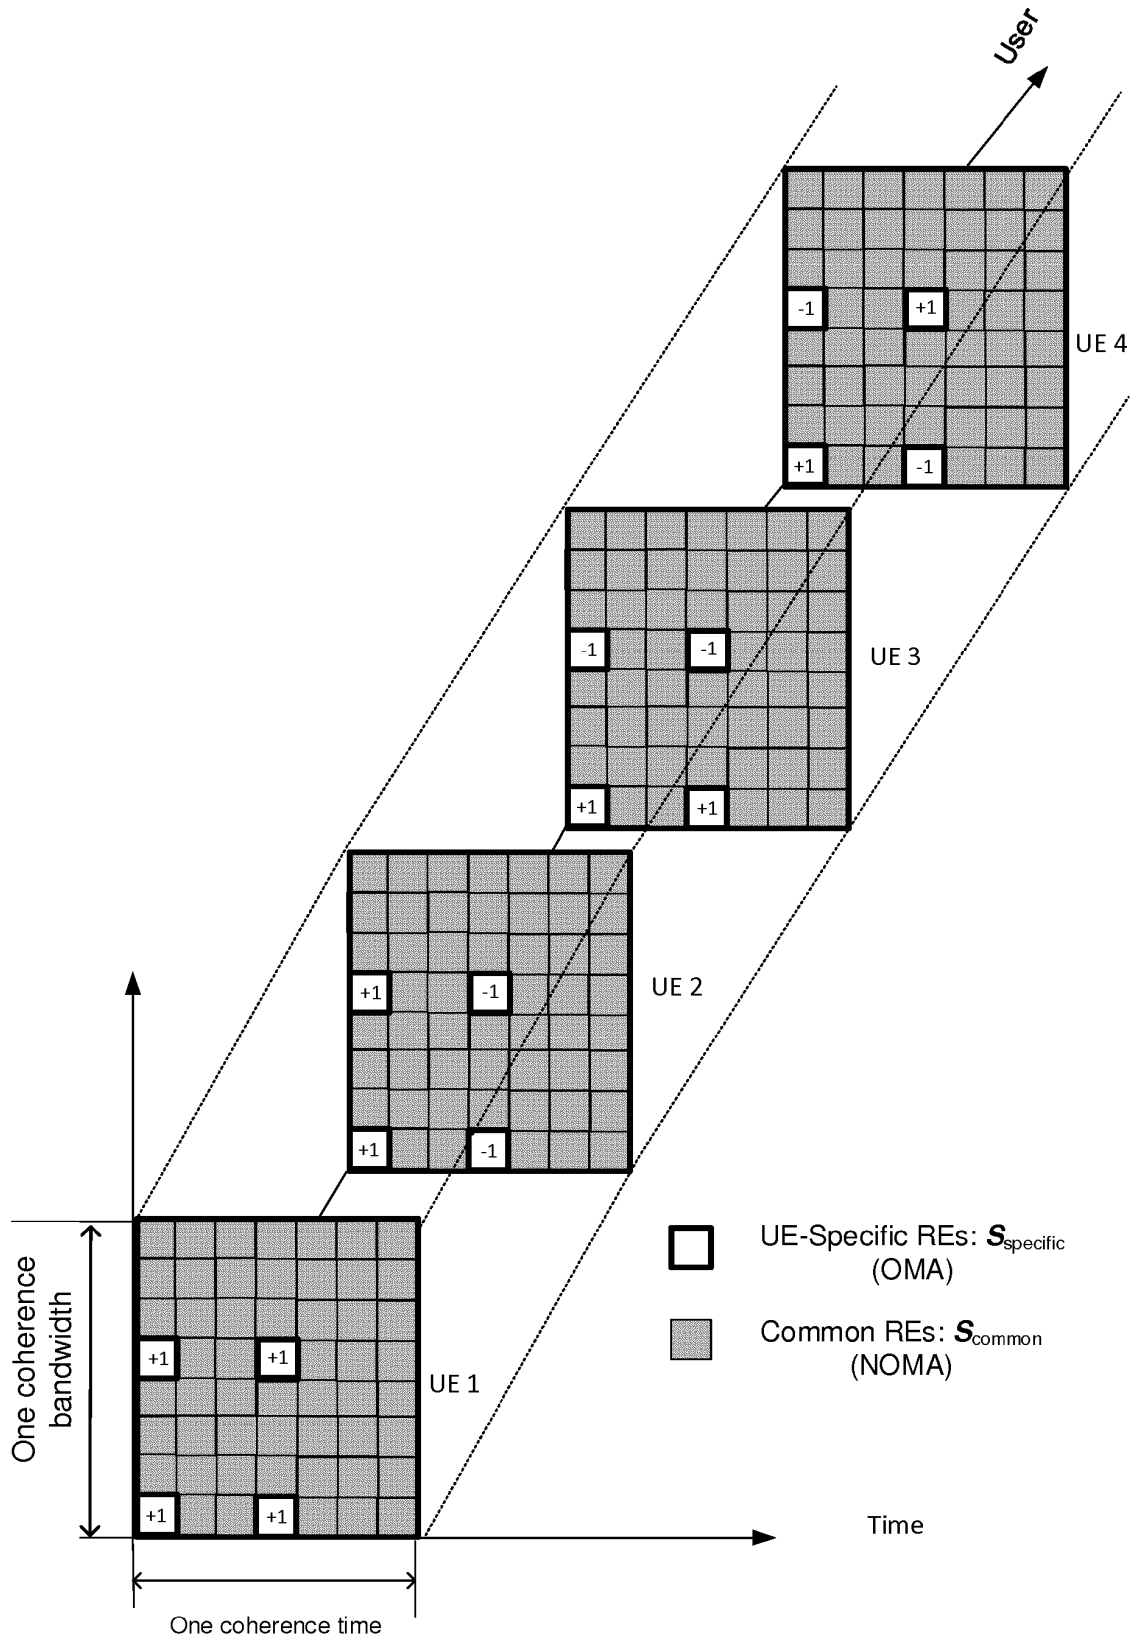 User
-1 +1
UE 4
+1 -1
-1 -1
UE 3
+1 +1
+1 -1
UE 2
+1 -1
One coherence
bandwidth
+1 +1
UE 1
+1 +1
UE-Specific REs: Sspecific
(OMA)
Common REs: Scommon
(NOMA)
Time
One coherence time